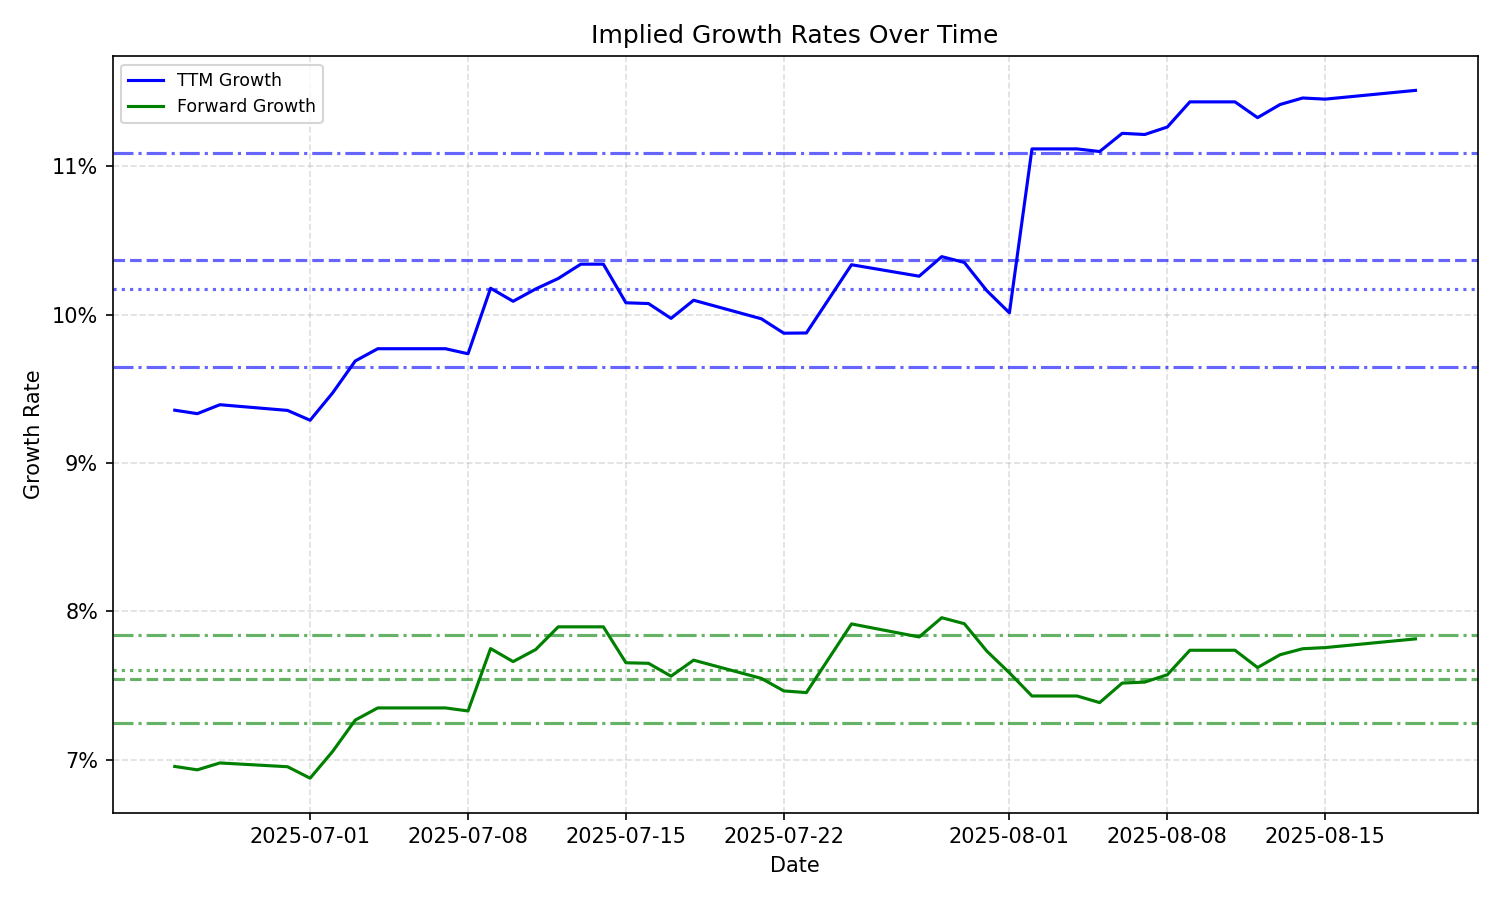 Implied Growth Rates Over Time
TTM Growth
Forward Growth
11%
10%
9%
8%
7%
Growth Rate
2025-07-01
2025-07-08
2025-07-15
2025-07-22
2025-08-01
2025-08-08
2025-08-15
Date